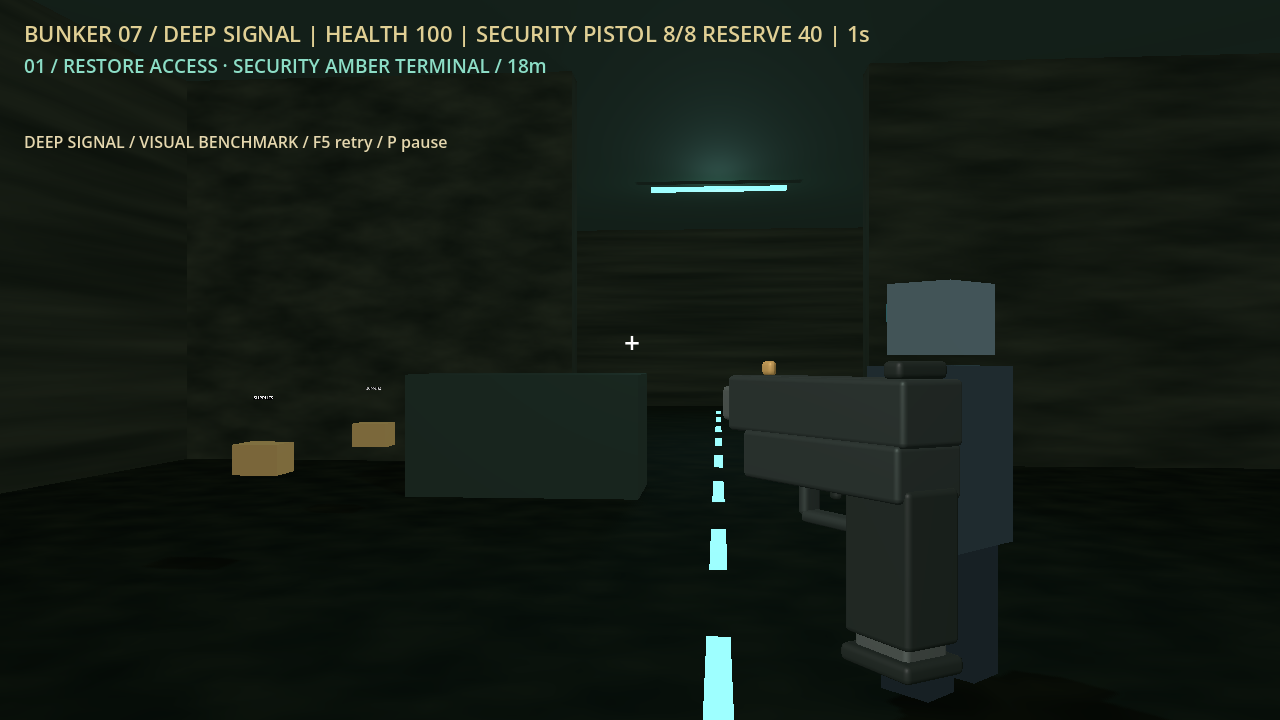 BUNKER 07 / DEEP SIGNAL | HEALTH 100 | SECURITY PISTOL 8/8 RESERVE 40 | 1s
01 / RESTORE ACCESS · SECURITY AMBER TERMINAL / 18m
DEEP SIGNAL / VISUAL BENCHMARK / F5 retry / P pause